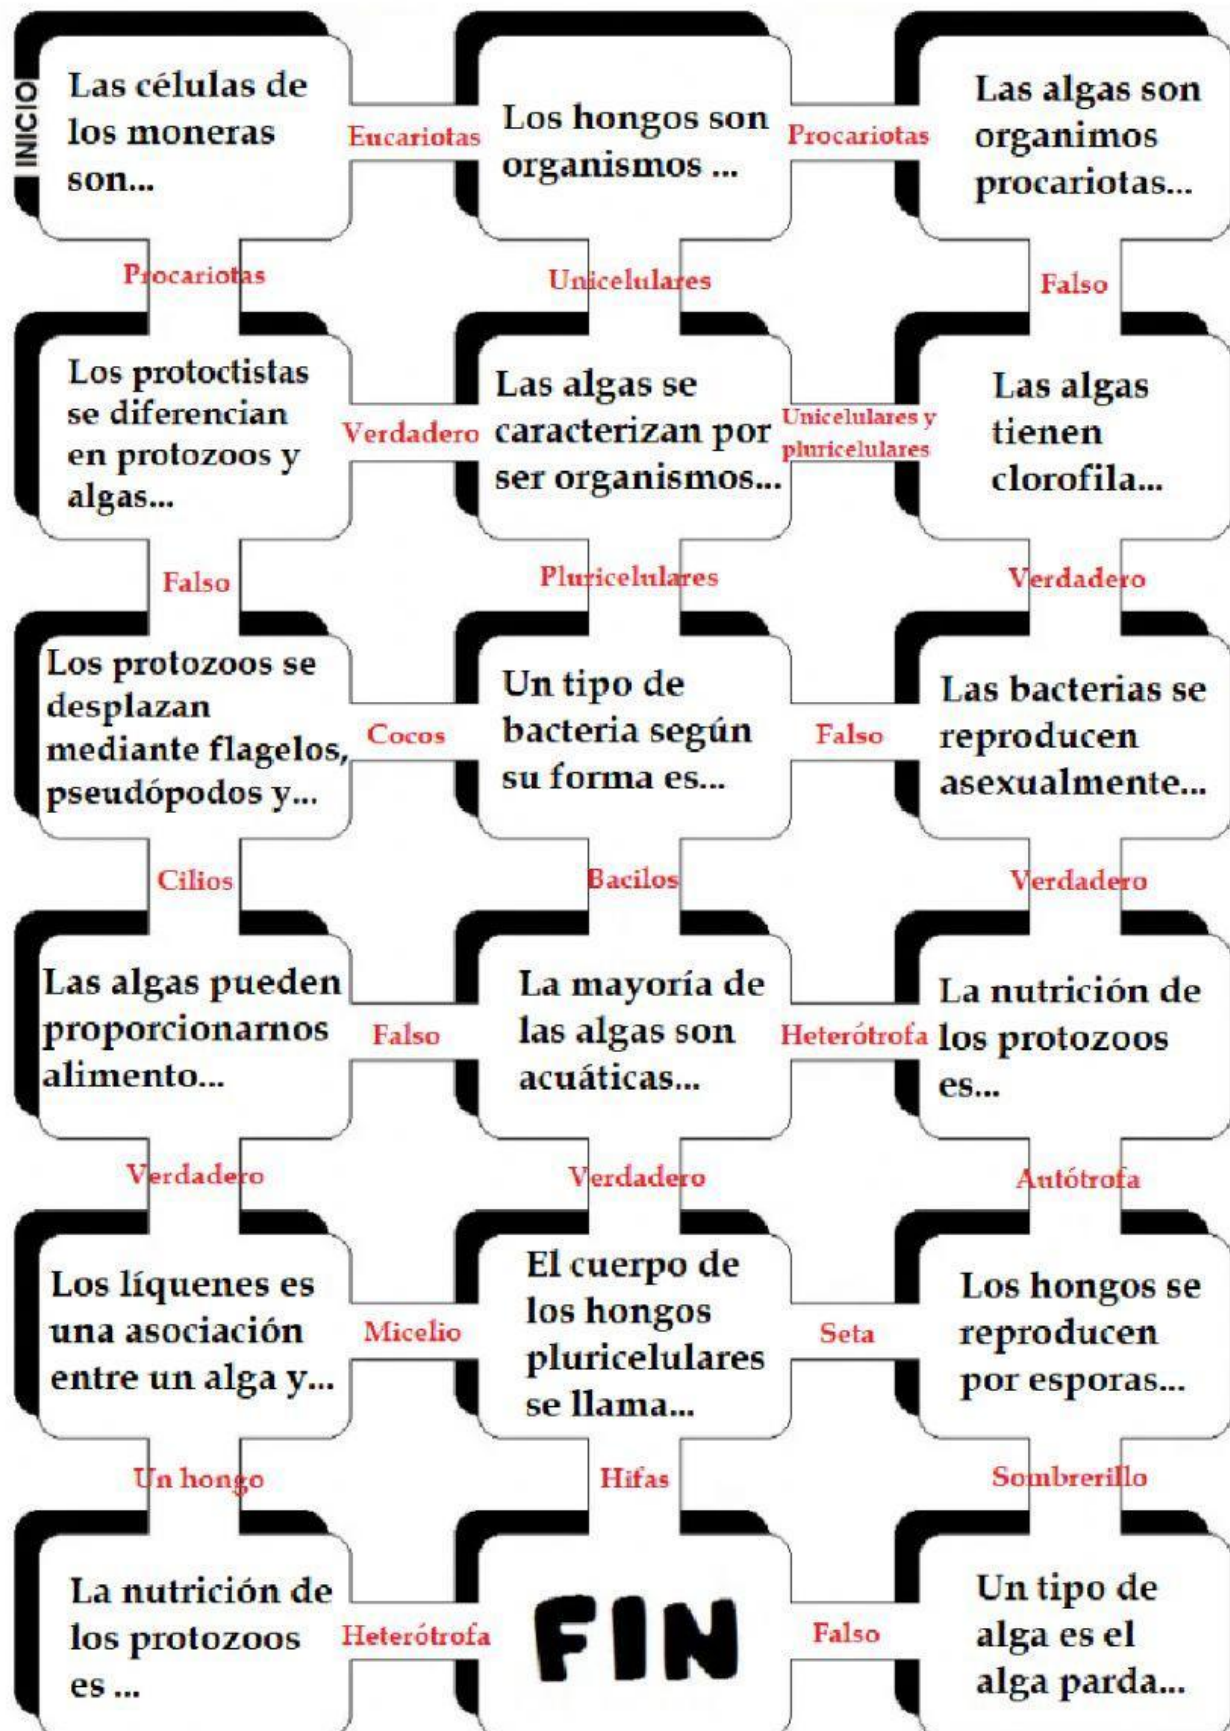 INICIO
Las células de
los moneras
son...
Eucariotas
Los hongos son
organismos ...
Procariotas
Las algas son
organimos
procariotas...
Procariotas
Unicelulares
Falso
Los protoctistas
se diferencian
en protozoos y
algas...
Verdadero
Las algas se
caracterizan por
ser organismos...
Unicelulares y
pluricelulares
Las algas
tienen
clorofila...
Falso
Pluricelulares
Verdadero
Los protozoos se
desplazan
mediante flagelos,
pseudópodos y...
Cocos
Un tipo de
bacteria según
su forma es...
Falso
Las bacterias se
reproducen
asexualmente...
Cilios
Bacilos
Verdadero
Las algas pueden
proporcionarnos
alimento...
Falso
La mayoría de
las algas son
acuáticas...
Heterótrofa
La nutrición de
los protozoos
es...
Verdadero
Verdadero
Autótrofa
Los líquenes es
una asociación
entre un alga y...
Micelio
El cuerpo de
los hongos
pluricelulares
se llama...
Seta
Los hongos se
reproducen
por esporas...
Un hongo
Hifas
Sombrerillo
La nutrición de
los protozoos
es ...
Heterótrofa
FIN
Falso
Un tipo de
alga es el
alga parda...